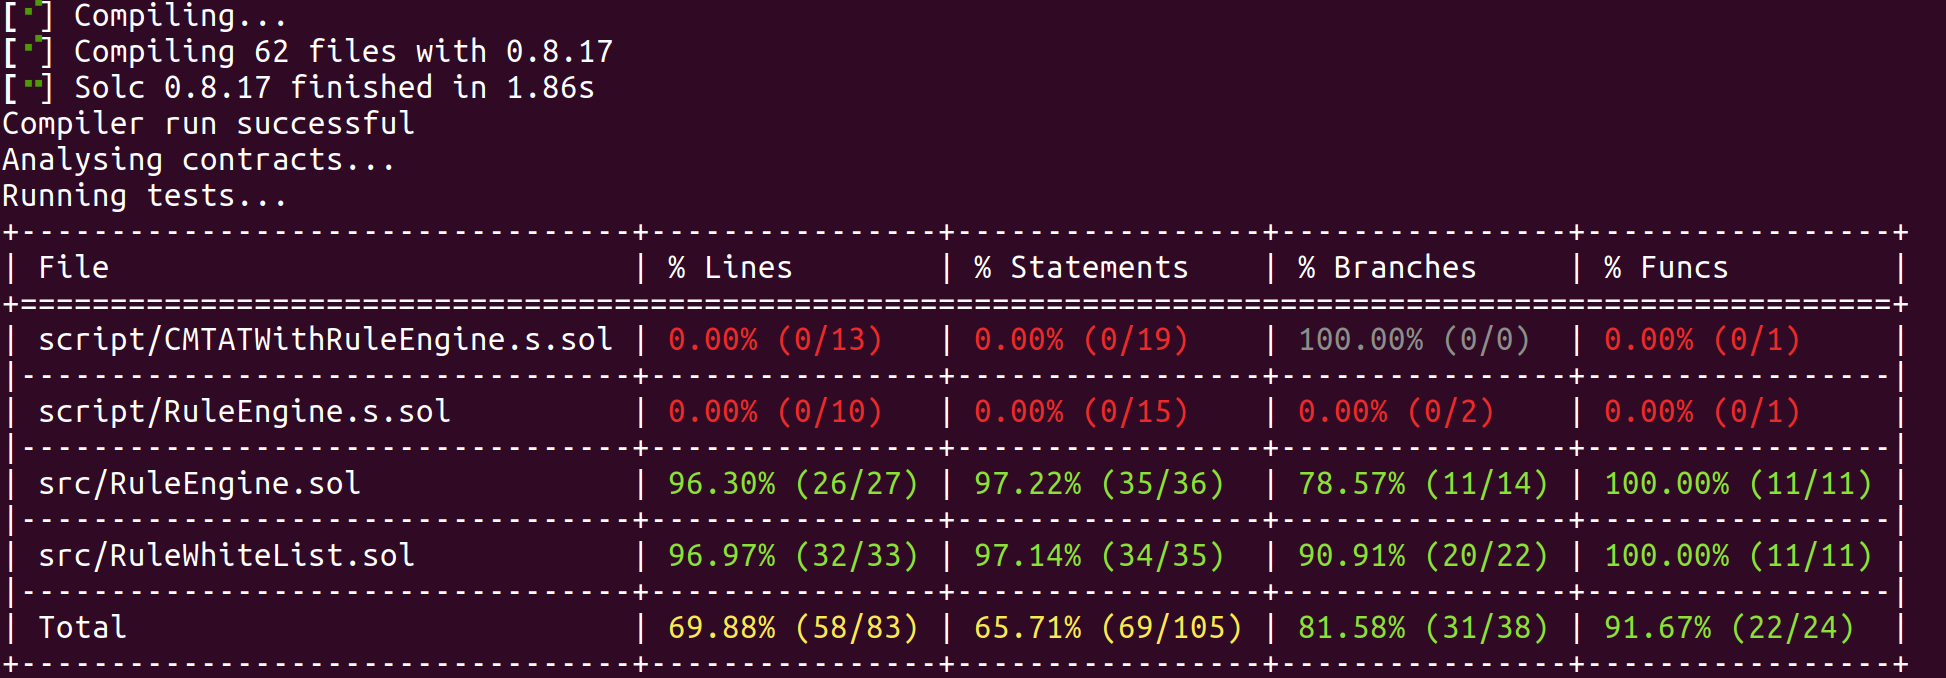 [⠊] Compiling...
[⠊] Compiling 62 files with 0.8.17
[⠒] Solc 0.8.17 finished in 1.86s
Compiler run successful
Analysing contracts...
Running tests...
| File | % Lines | % Statements | % Branches | % Funcs |
| script/CMTATWithRuleEngine.s.sol | 0.00% (0/13) | 0.00% (0/19) | 100.00% (0/0) | 0.00% (0/1) |
| script/RuleEngine.s.sol | 0.00% (0/10) | 0.00% (0/15) | 0.00% (0/2) | 0.00% (0/1) |
| src/RuleEngine.sol | 96.30% (26/27) | 97.22% (35/36) | 78.57% (11/14) | 100.00% (11/11) |
| src/RuleWhiteList.sol | 96.97% (32/33) | 97.14% (34/35) | 90.91% (20/22) | 100.00% (11/11) |
| Total | 69.88% (58/83) | 65.71% (69/105) | 81.58% (31/38) | 91.67% (22/24) |